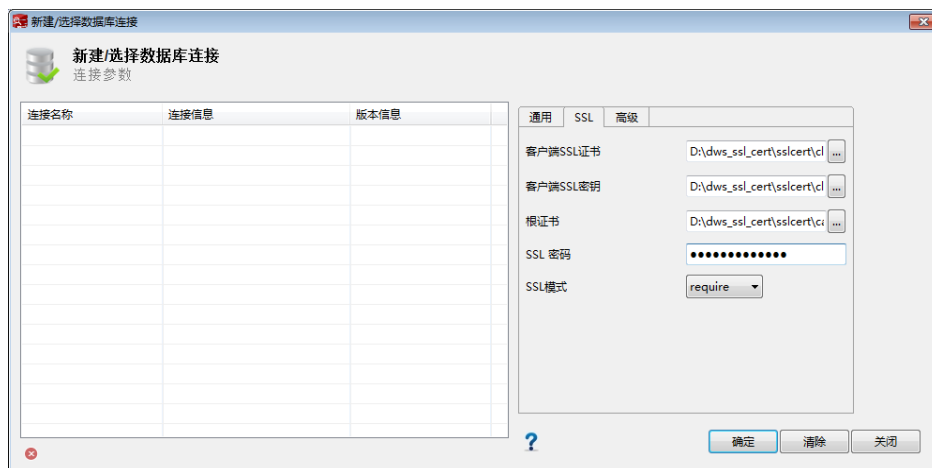 新建/选择数据库连接
新建/选择数据库连接
连接参数
连接名称 连接信息 版本信息
通用 SSL 高级
客户端SSL证书 D:\dws_ssl_cert\sslcert\cl ...
客户端SSL密钥 D:\dws_ssl_cert\sslcert\cl ...
根证书 D:\dws_ssl_cert\sslcert\ca ...
SSL 密码 ●●●●●●●●●●●●●
SSL模式 require
? 确定 清除 关闭